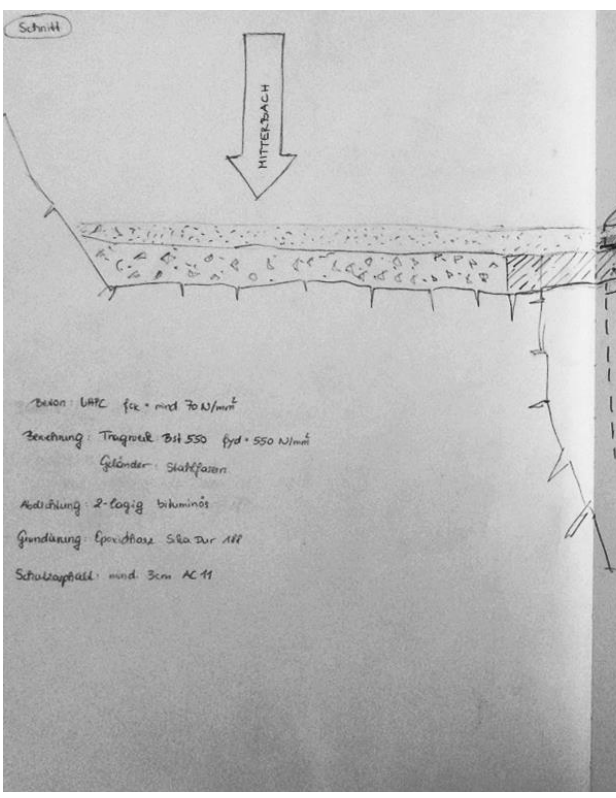 Schnitt
MITTERBACH
Beton: UHPC fck = mind 70 N/mm²
Bewehrung: Tragwerk Bst 550 fyd = 550 N/mm²
Geländer: Stahlfasern
Abdichtung: 2-lagig bituminös
Grundierung: Epoxidharz Sika Dur 188
Schutzasphalt: mind 3cm AC 11